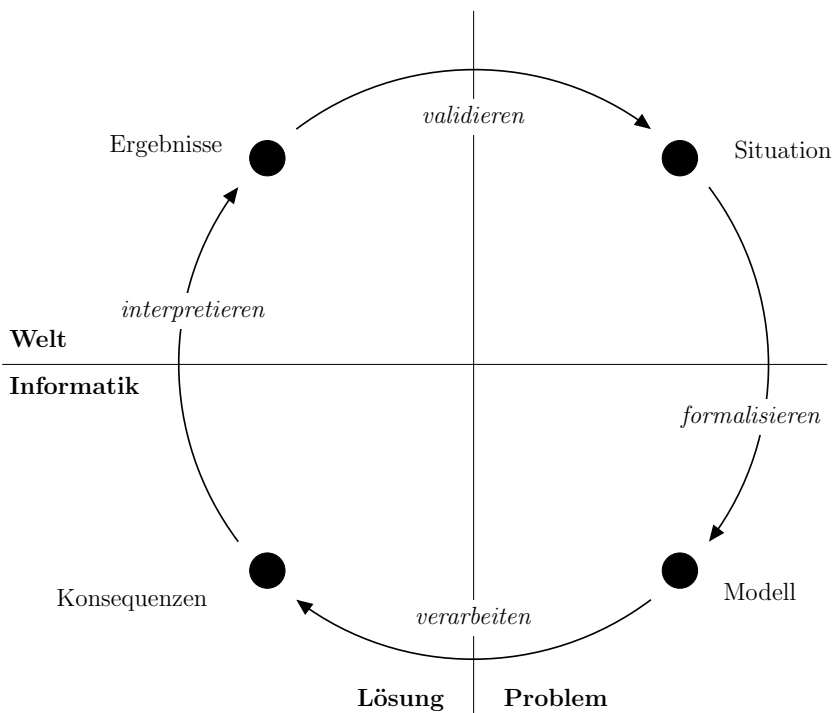 validieren
Ergebnisse
Situation
interpretieren
Welt
Informatik
formalisieren
Konsequenzen
Modell
verarbeiten
Lösung
Problem